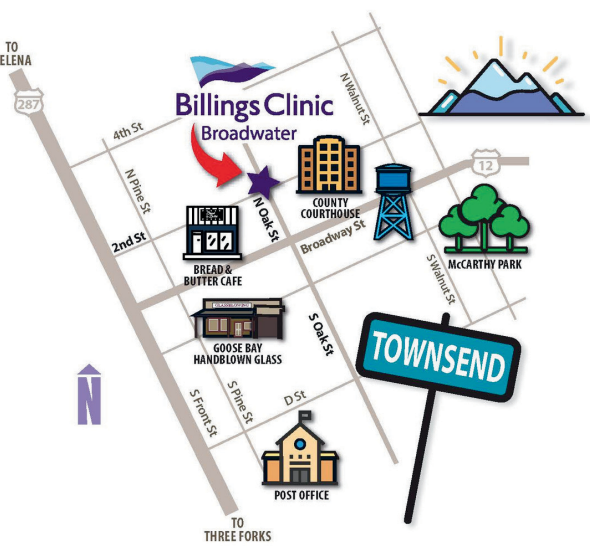 TO
ELENA
287
Billings Clinic
Broadwater
4th St
N Walnut St
12
N Pine St
2nd St
N Oak St
COUNTY
COURTHOUSE
Broadway St
BREAD &
BUTTER CAFE
McCARTHY PARK
S Walnut St
GOOSE BAY
HANDBLOWN GLASS
S Oak St
TOWNSEND
N
S Front St
S Pine St
D St
POST OFFICE
TO
THREE FORKS